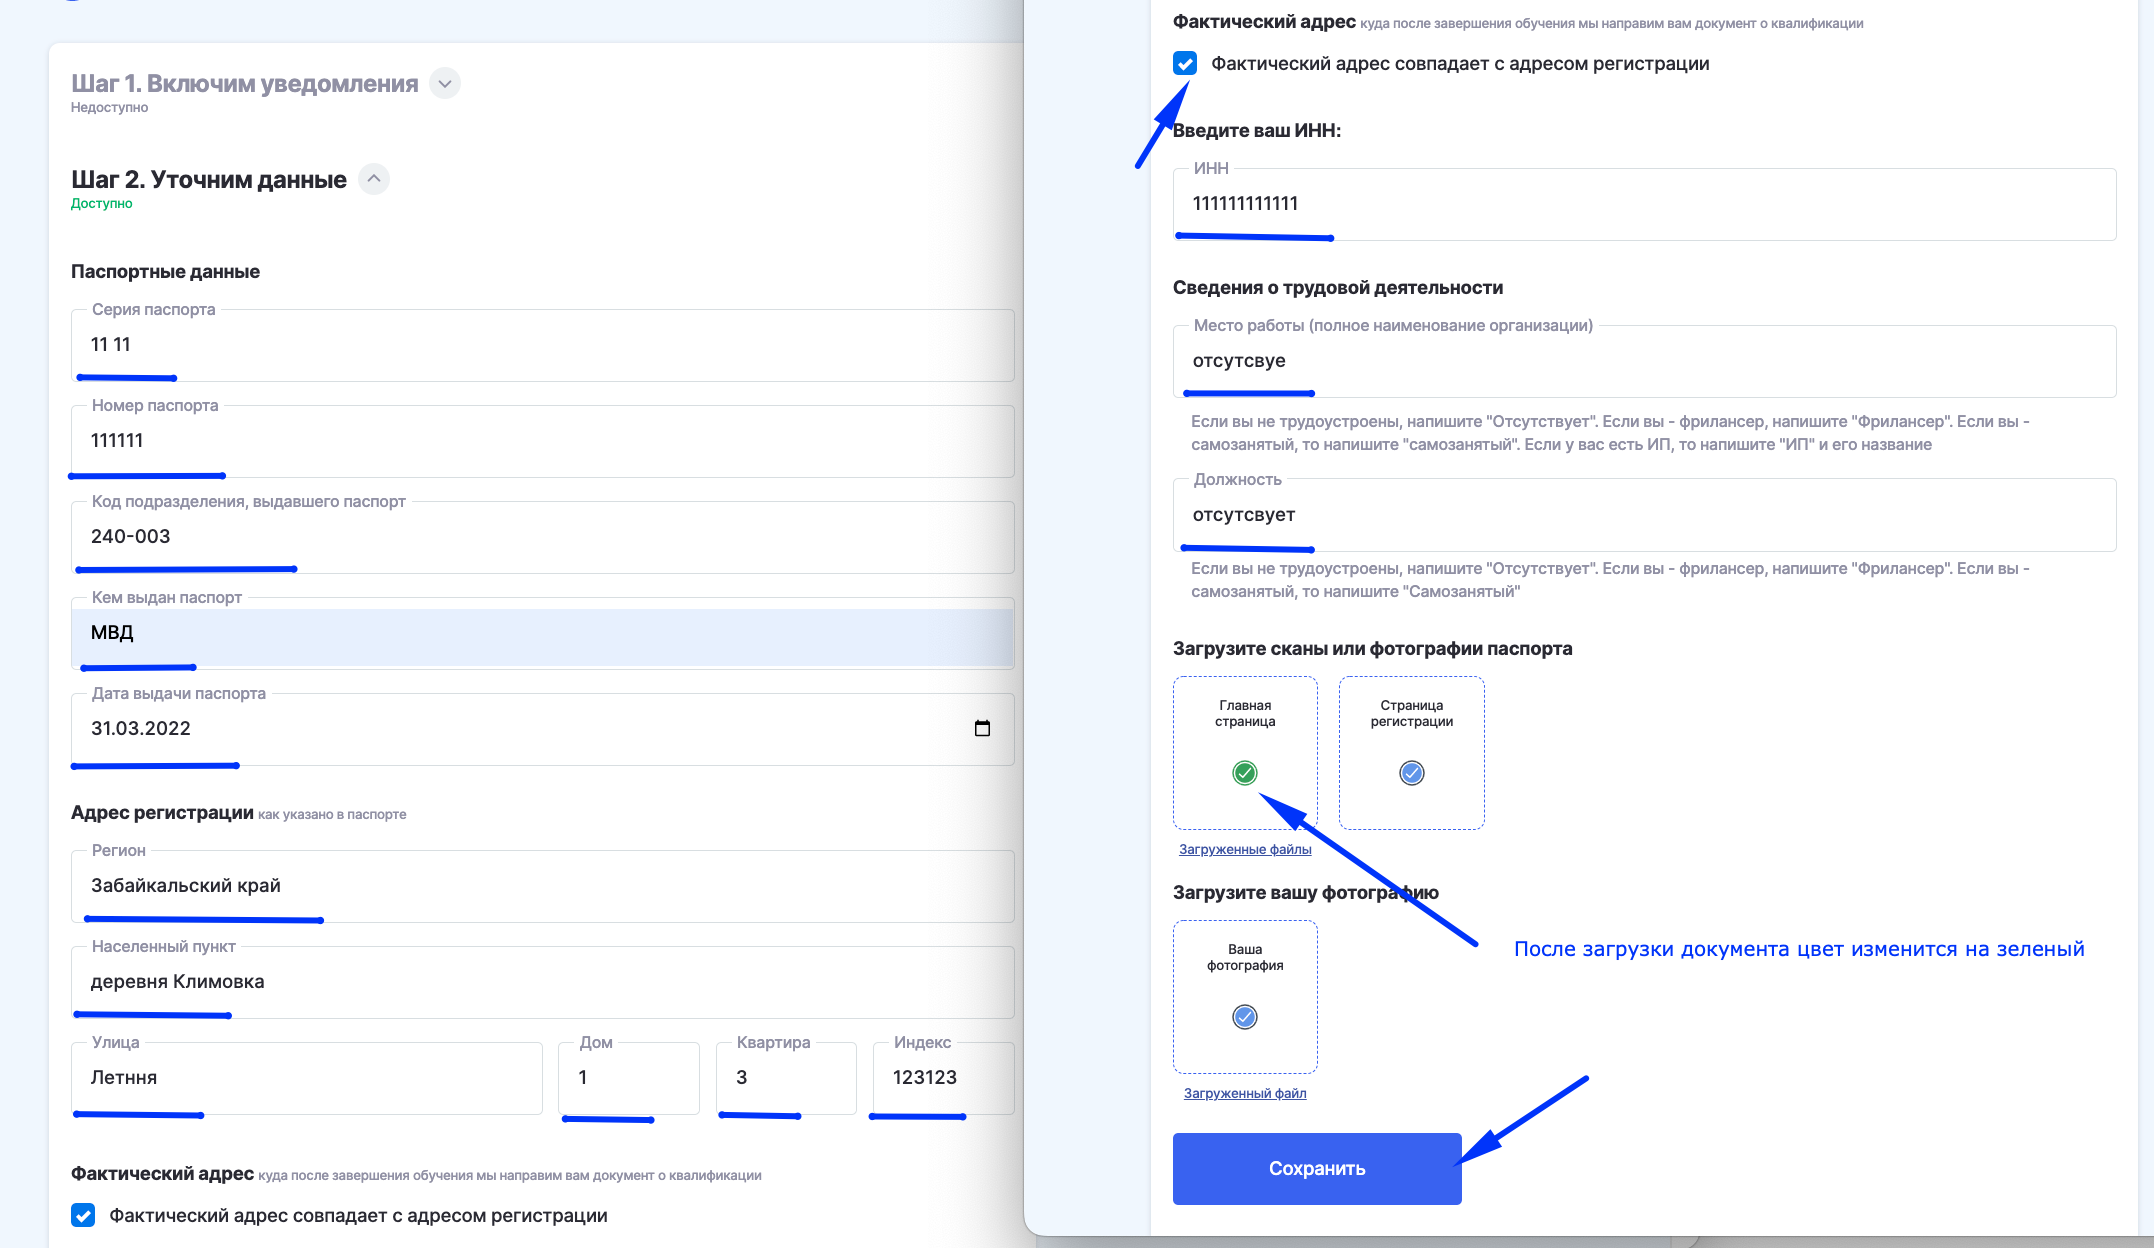 Шаг 1. Включим уведомления
Недоступно
Шаг 2. Уточним данные
Доступно
Паспортные данные
Серия паспорта
11 11
Номер паспорта
111111
Код подразделения, выдавшего паспорт
240-003
Кем выдан паспорт
МВД
Дата выдачи паспорта
31.03.2022
Адрес регистрации как указано в паспорте
Регион
Забайкальский край
Населенный пункт
деревня Климовка
Улица
Летння
Дом
1
Квартира
3
Индекс
123123
Фактический адрес куда после завершения обучения мы направим вам документ о квалификации
Фактический адрес совпадает с адресом регистрации
Фактический адрес куда после завершения обучения мы направим вам документ о квалификации
Фактический адрес совпадает с адресом регистрации
Введите ваш ИНН:
ИНН
111111111111
Сведения о трудовой деятельности
Место работы (полное наименование организации)
отсутсвуе
Если вы не трудоустроены, напишите "Отсутствует". Если вы - фрилансер, напишите "Фрилансер". Если вы -
самозанятый, то напишите "самозанятый". Если у вас есть ИП, то напишите "ИП" и его название
Должность
отсутсвует
Если вы не трудоустроены, напишите "Отсутствует". Если вы - фрилансер, напишите "Фрилансер". Если вы -
самозанятый, то напишите "Самозанятый"
Загрузите сканы или фотографии паспорта
Главная
страница
Страница
регистрации
Загруженные файлы
Загрузите вашу фотографию
Ваша
фотография
После загрузки документа цвет изменится на зеленый
Загруженный файл
Сохранить